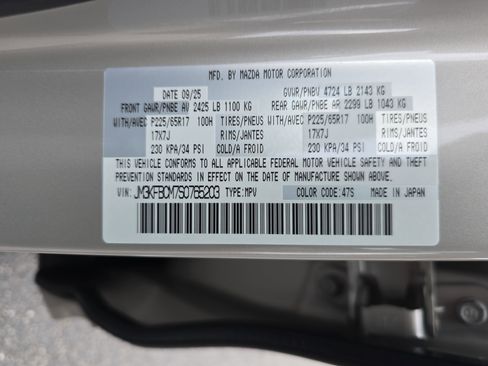 MFD. BY MAZDA MOTOR CORPORATION
DATE 09/25 GVWR/PNBV 4724 LB 2143 KG
FRONT GAWR/PNBE AV 2425 LB 1100 KG REAR GAWR/PNBE AR 2299 LB 1043 KG
WITH/AVEC P225/65R17 100H TIRES/PNEUS WITH/AVEC P225/65R17 100H TIRES/PNEUS
17X7J RIMS/JANTES 17X7J RIMS/JANTES
230 KPA/34 PSI COLD/A FROID 230 KPA/34 PSI COLD/A FROID
THIS VEHICLE CONFORMS TO ALL APPLICABLE FEDERAL MOTOR VEHICLE SAFETY AND THEFT
PREVENTION STANDARDS IN EFFECT ON THE DATE OF MANUFACTURE SHOWN ABOVE.
VIN: JM3KFBCM7S0765203 TYPE: MPV COLOR CODE: 47S MADE IN JAPAN